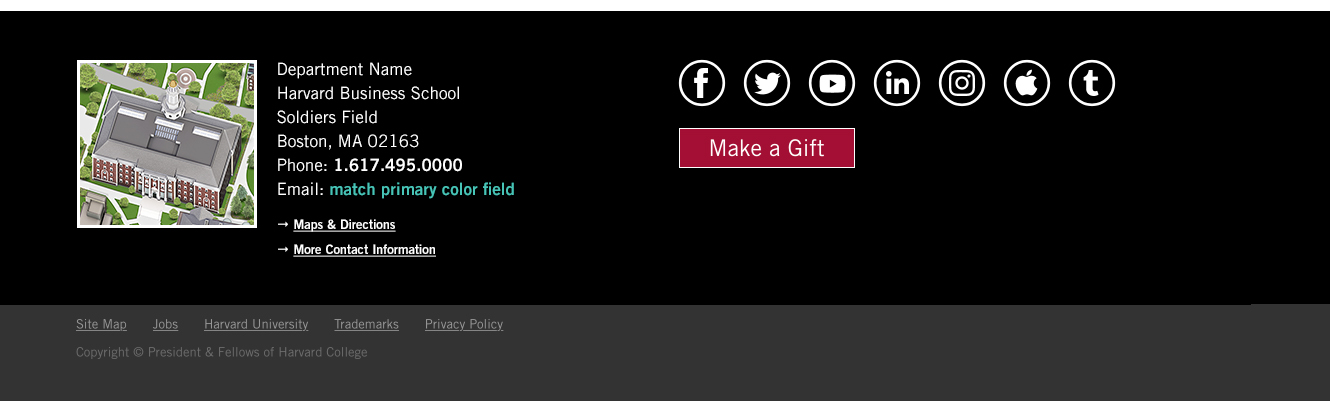 Department Name
Harvard Business School
Soldiers Field
Boston, MA 02163
Phone: 1.617.495.0000
Email: match primary color field
→ Maps & Directions
→ More Contact Information
Make a Gift
Site Map Jobs Harvard University Trademarks Privacy Policy
Copyright © President & Fellows of Harvard College